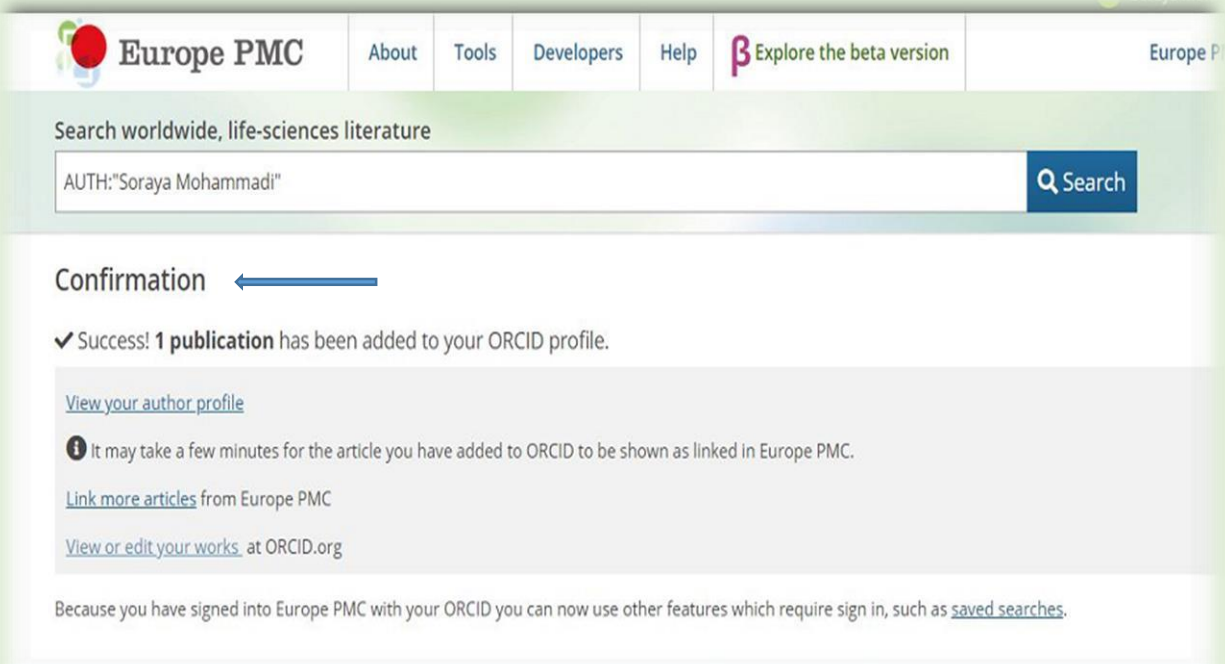 Europe PMC About Tools Developers Help β Explore the beta version Europe P
Search worldwide, life-sciences literature
AUTH:"Soraya Mohammadi" Search
Confirmation
Success! 1 publication has been added to your ORCID profile.
View your author profile
It may take a few minutes for the article you have added to ORCID to be shown as linked in Europe PMC.
Link more articles from Europe PMC
View or edit your works at ORCID.org
Because you have signed into Europe PMC with your ORCID you can now use other features which require sign in, such as saved searches.